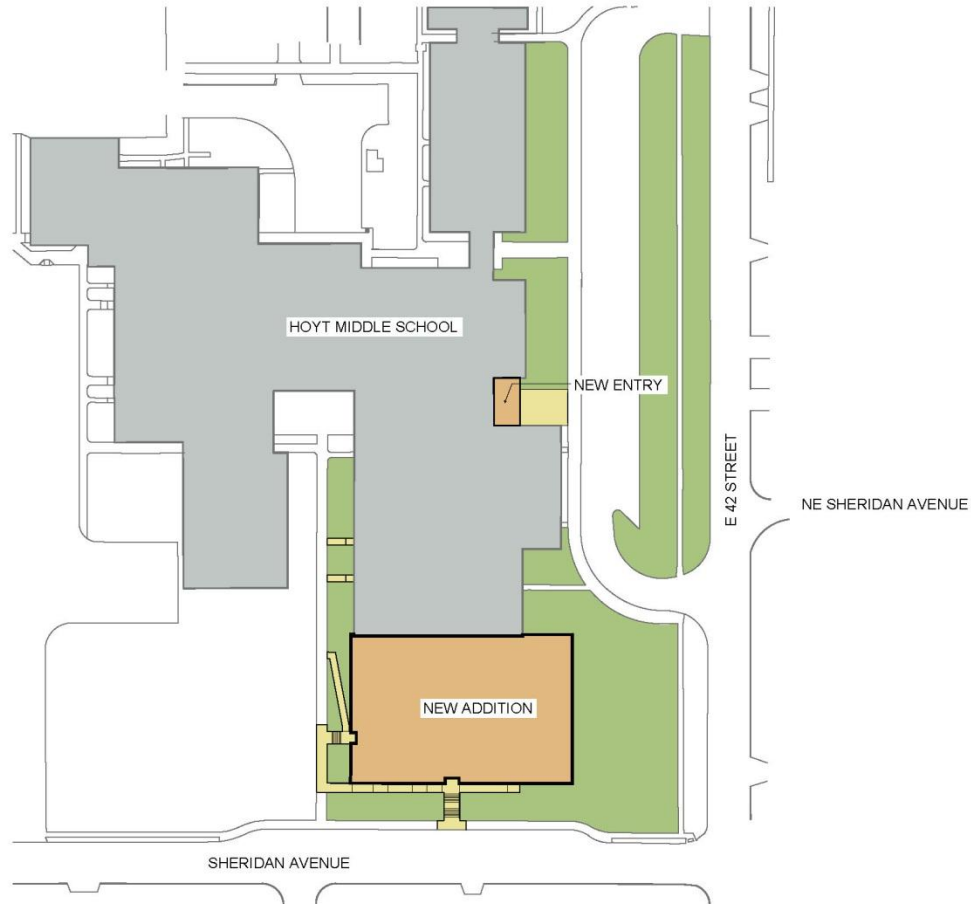 HOYT MIDDLE SCHOOL
NEW ENTRY
E 42 STREET
NE SHERIDAN AVENUE
NEW ADDITION
SHERIDAN AVENUE